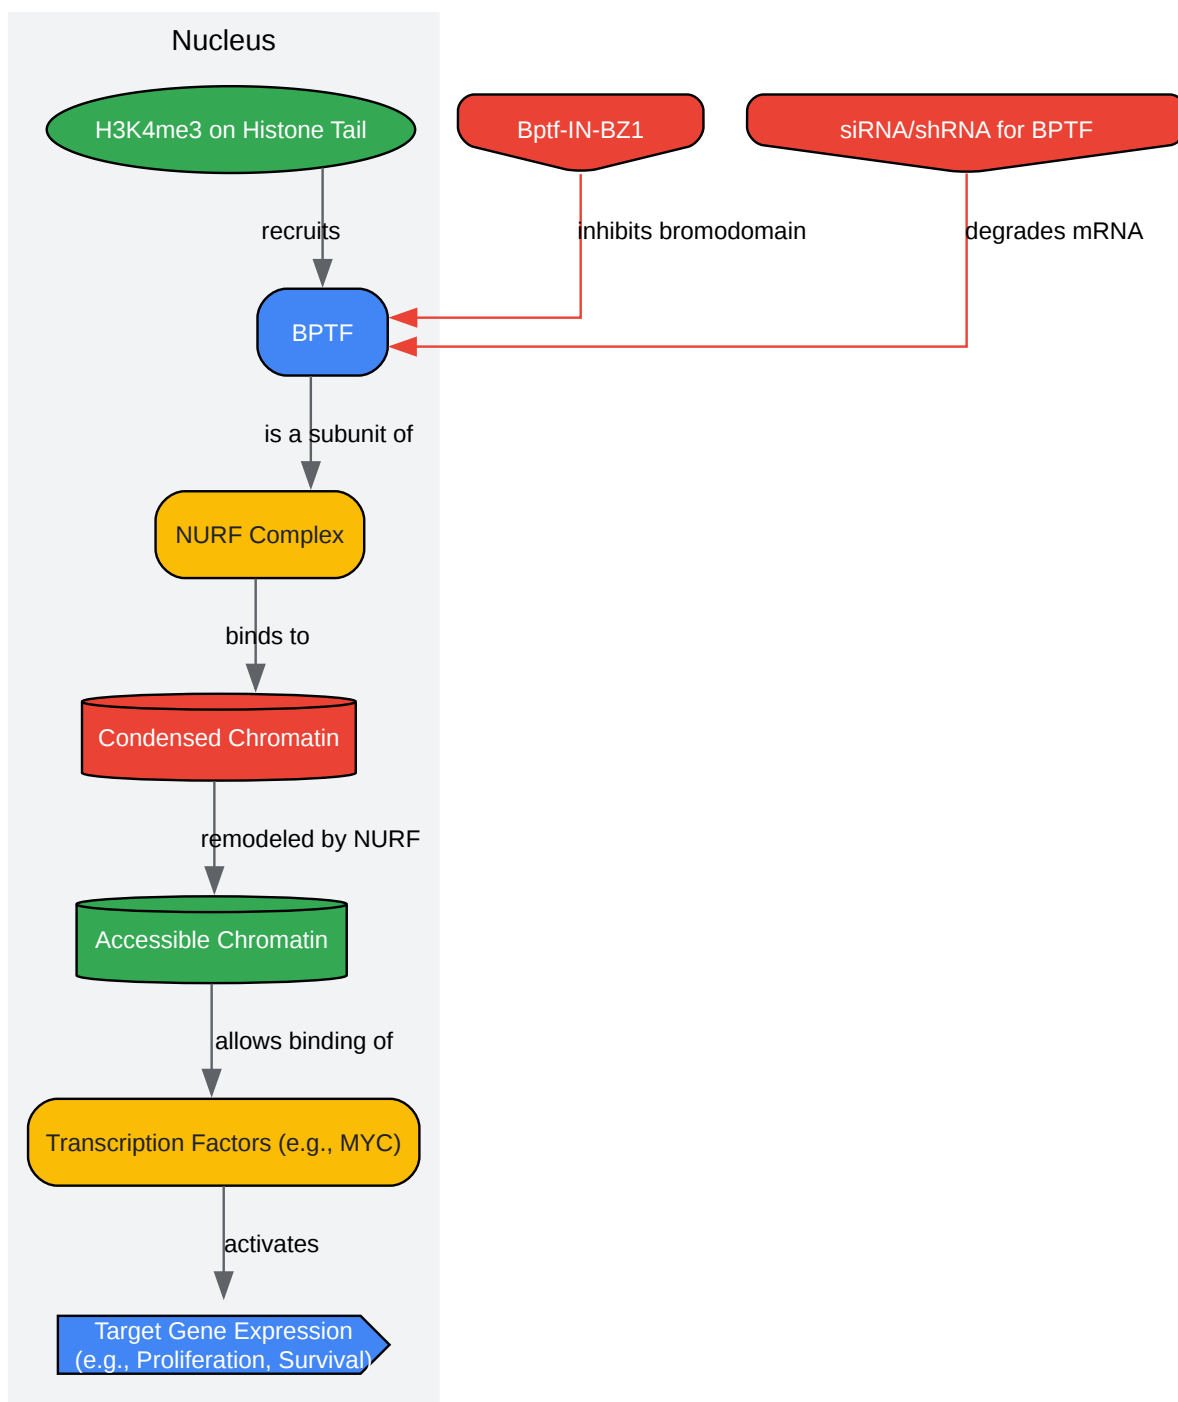 Nucleus
H3K4me3 on Histone Tail
Bptf-IN-BZ1
siRNA/shRNA for BPTF
recruits
inhibits bromodomain
degrades mRNA
BPTF
is a subunit of
NURF Complex
binds to
Condensed Chromatin
remodeled by NURF
Accessible Chromatin
allows binding of
Transcription Factors (e.g., MYC)
activates
Target Gene Expression
(e.g., Proliferation, Survival)